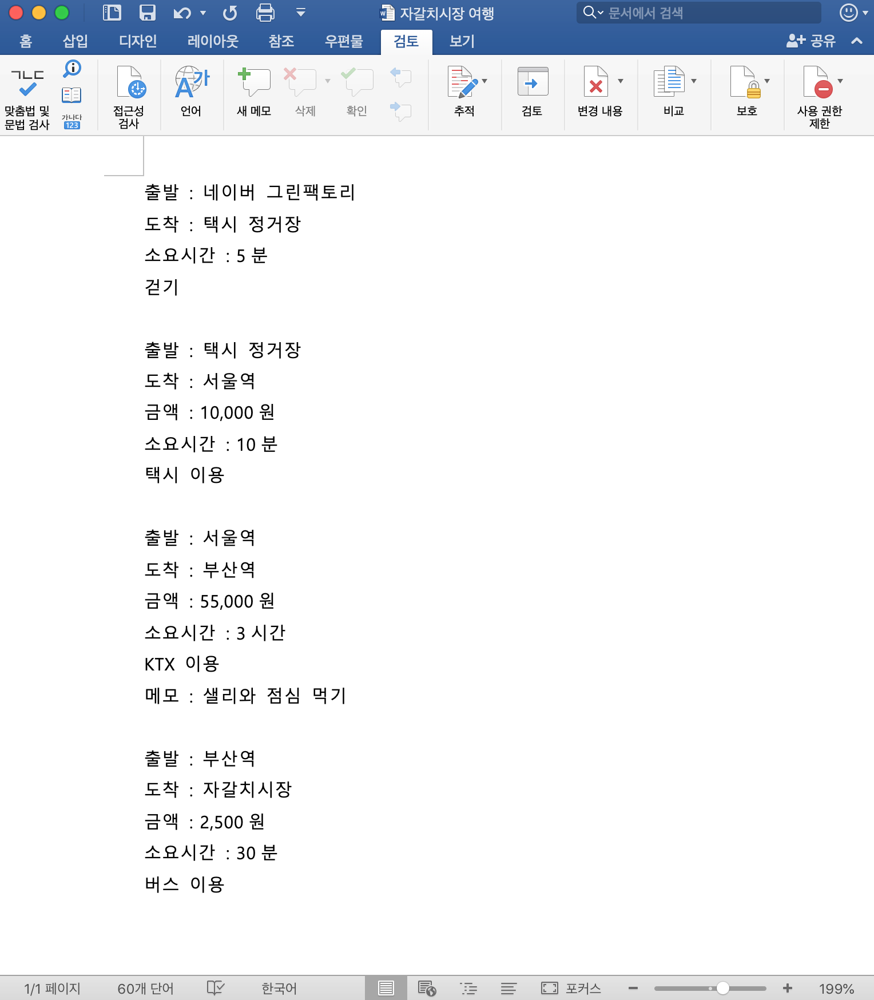 자갈치시장 여행
문서에서 검색
홈 삽입 디자인 레이아웃 참조 우편물 검토 보기 공유
맞춤법 및 문법 검사
가나다 123
접근성 검사
언어
새 메모
삭제
확인
추적
검토
변경 내용
비교
보호
사용 권한 제한
출발 : 네이버 그린팩토리
도착 : 택시 정거장
소요시간 : 5 분
걷기
출발 : 택시 정거장
도착 : 서울역
금액 : 10,000 원
소요시간 : 10 분
택시 이용
출발 : 서울역
도착 : 부산역
금액 : 55,000 원
소요시간 : 3 시간
KTX 이용
메모 : 샐리와 점심 먹기
출발 : 부산역
도착 : 자갈치시장
금액 : 2,500 원
소요시간 : 30 분
버스 이용
1/1 페이지 60개 단어 한국어 포커스 199%